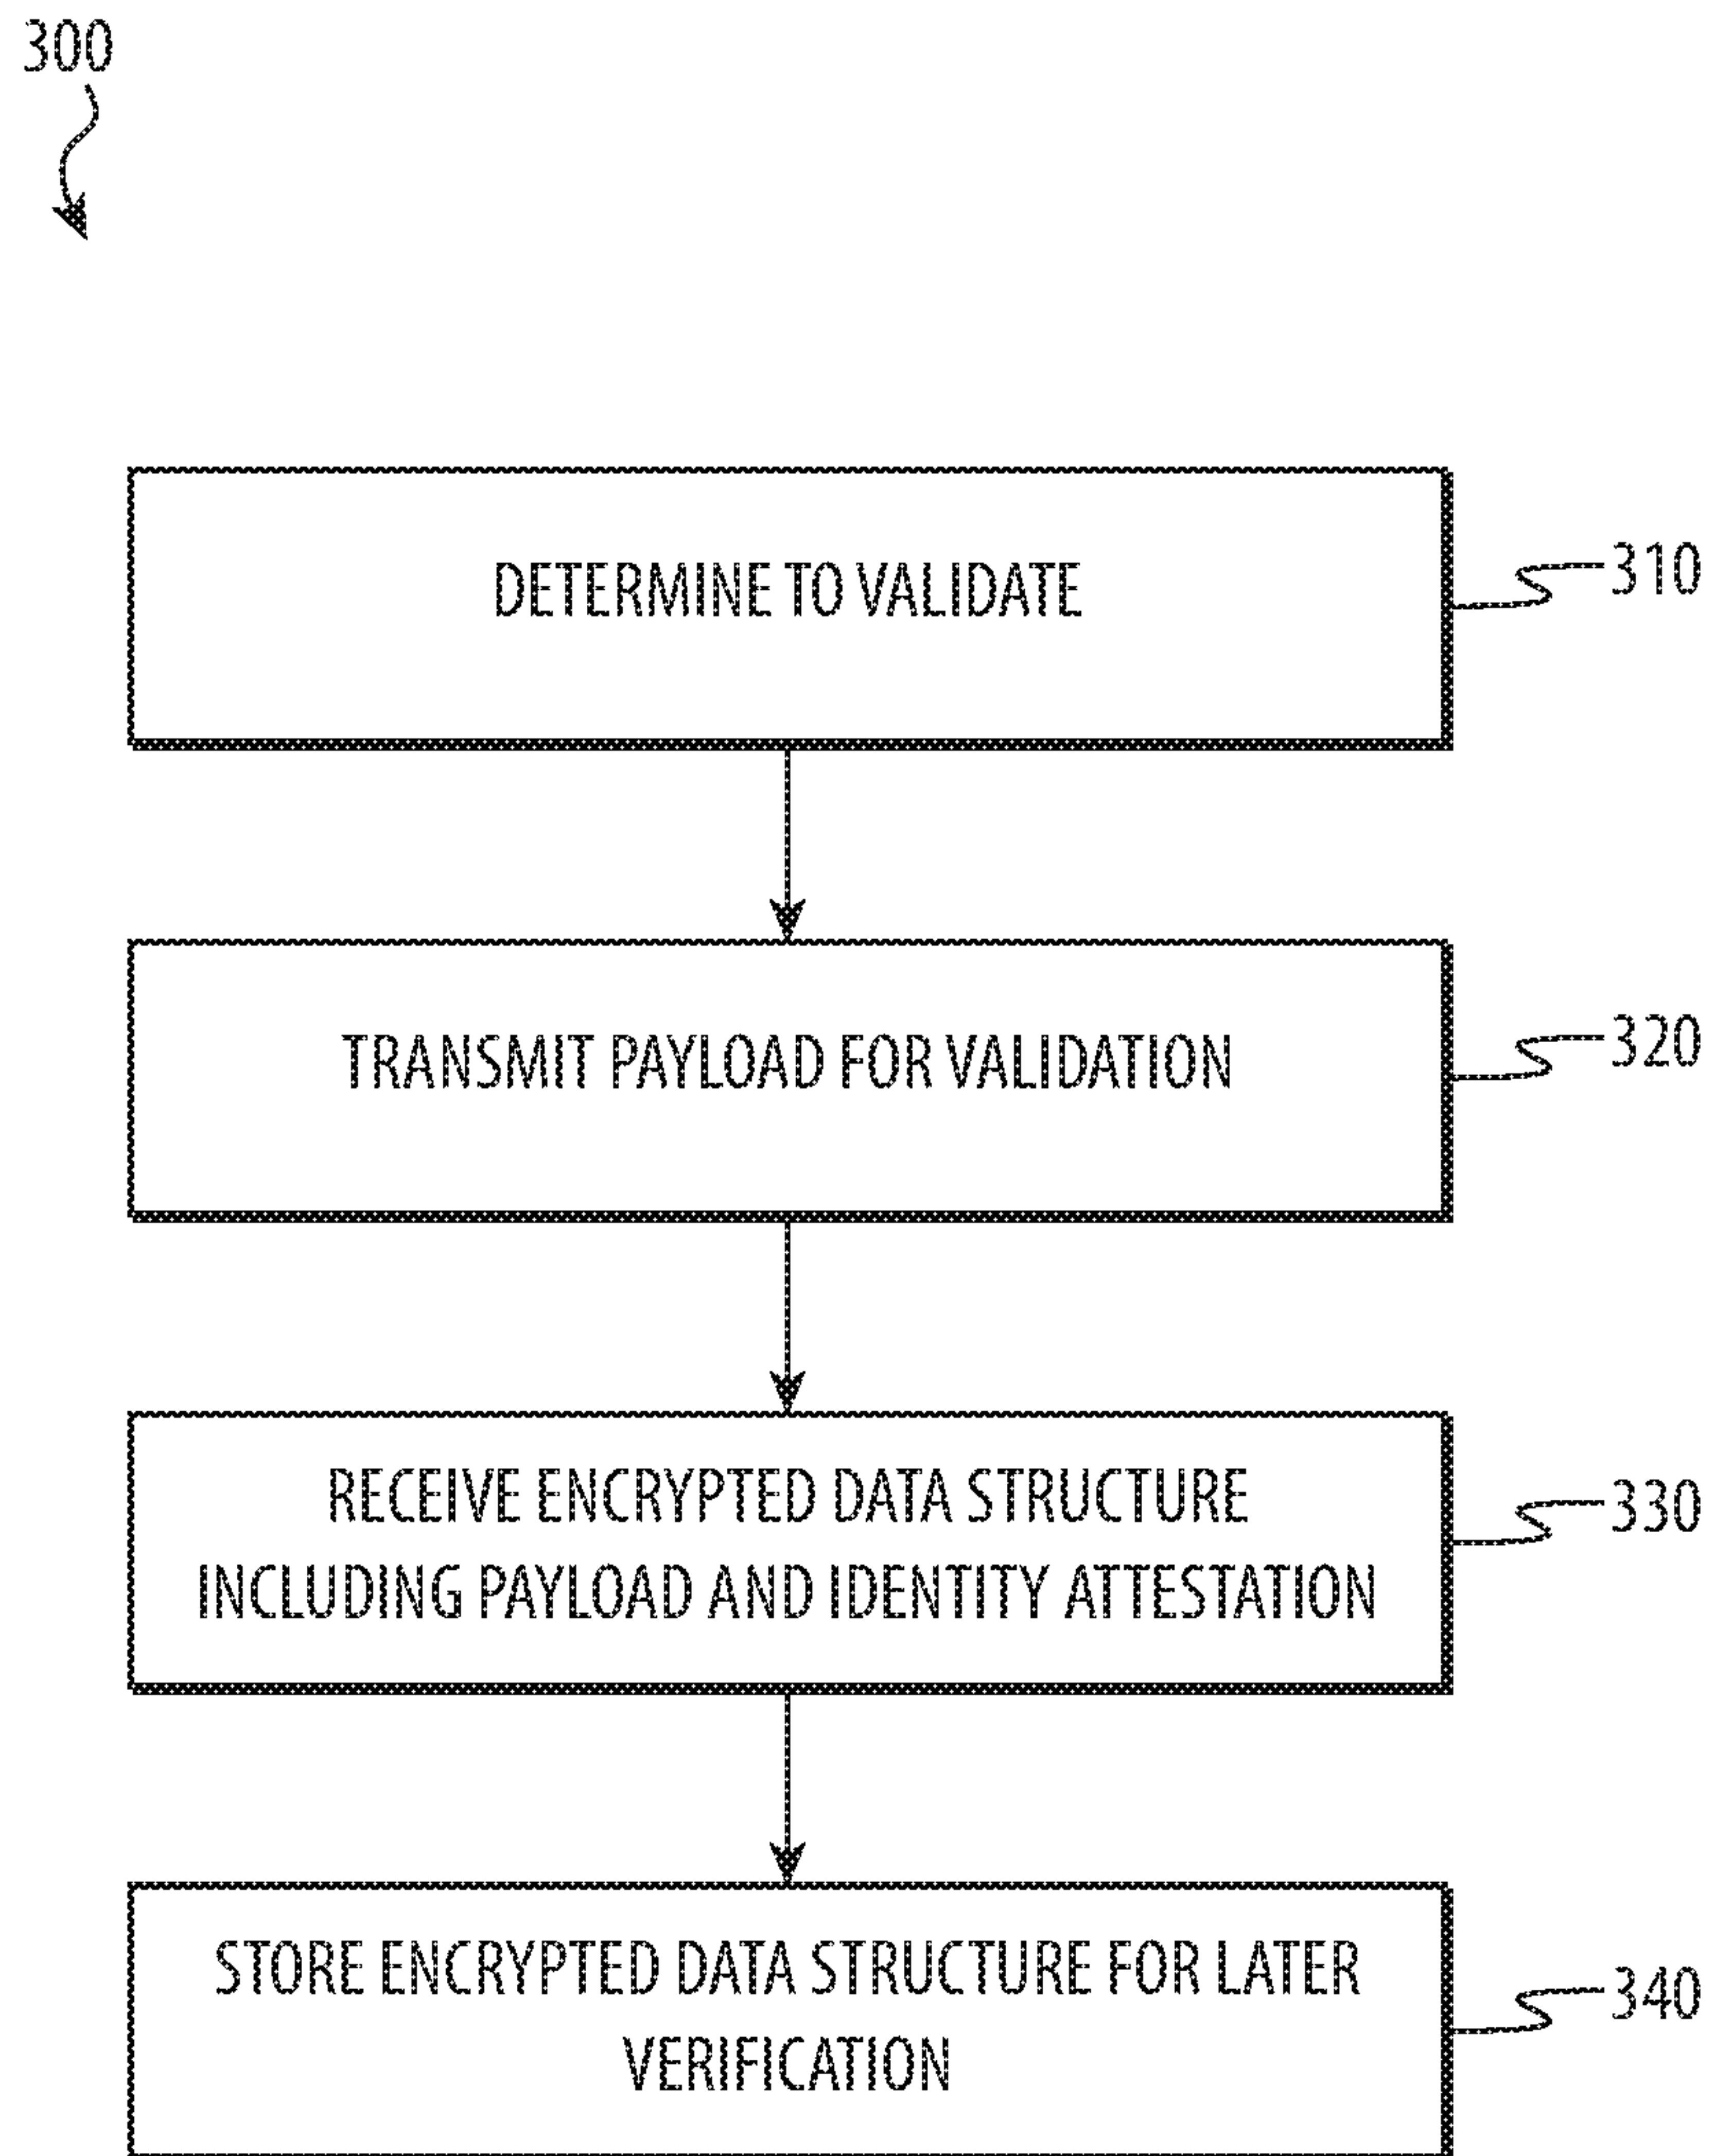 300
DETERMINE TO VALIDATE
310
TRANSMIT PAYLOAD FOR VALIDATION
320
RECEIVE ENCRYPTED DATA STRUCTURE
INCLUDING PAYLOAD AND IDENTITY ATTESTATION
330
STORE ENCRYPTED DATA STRUCTURE FOR LATER
VERIFICATION
340